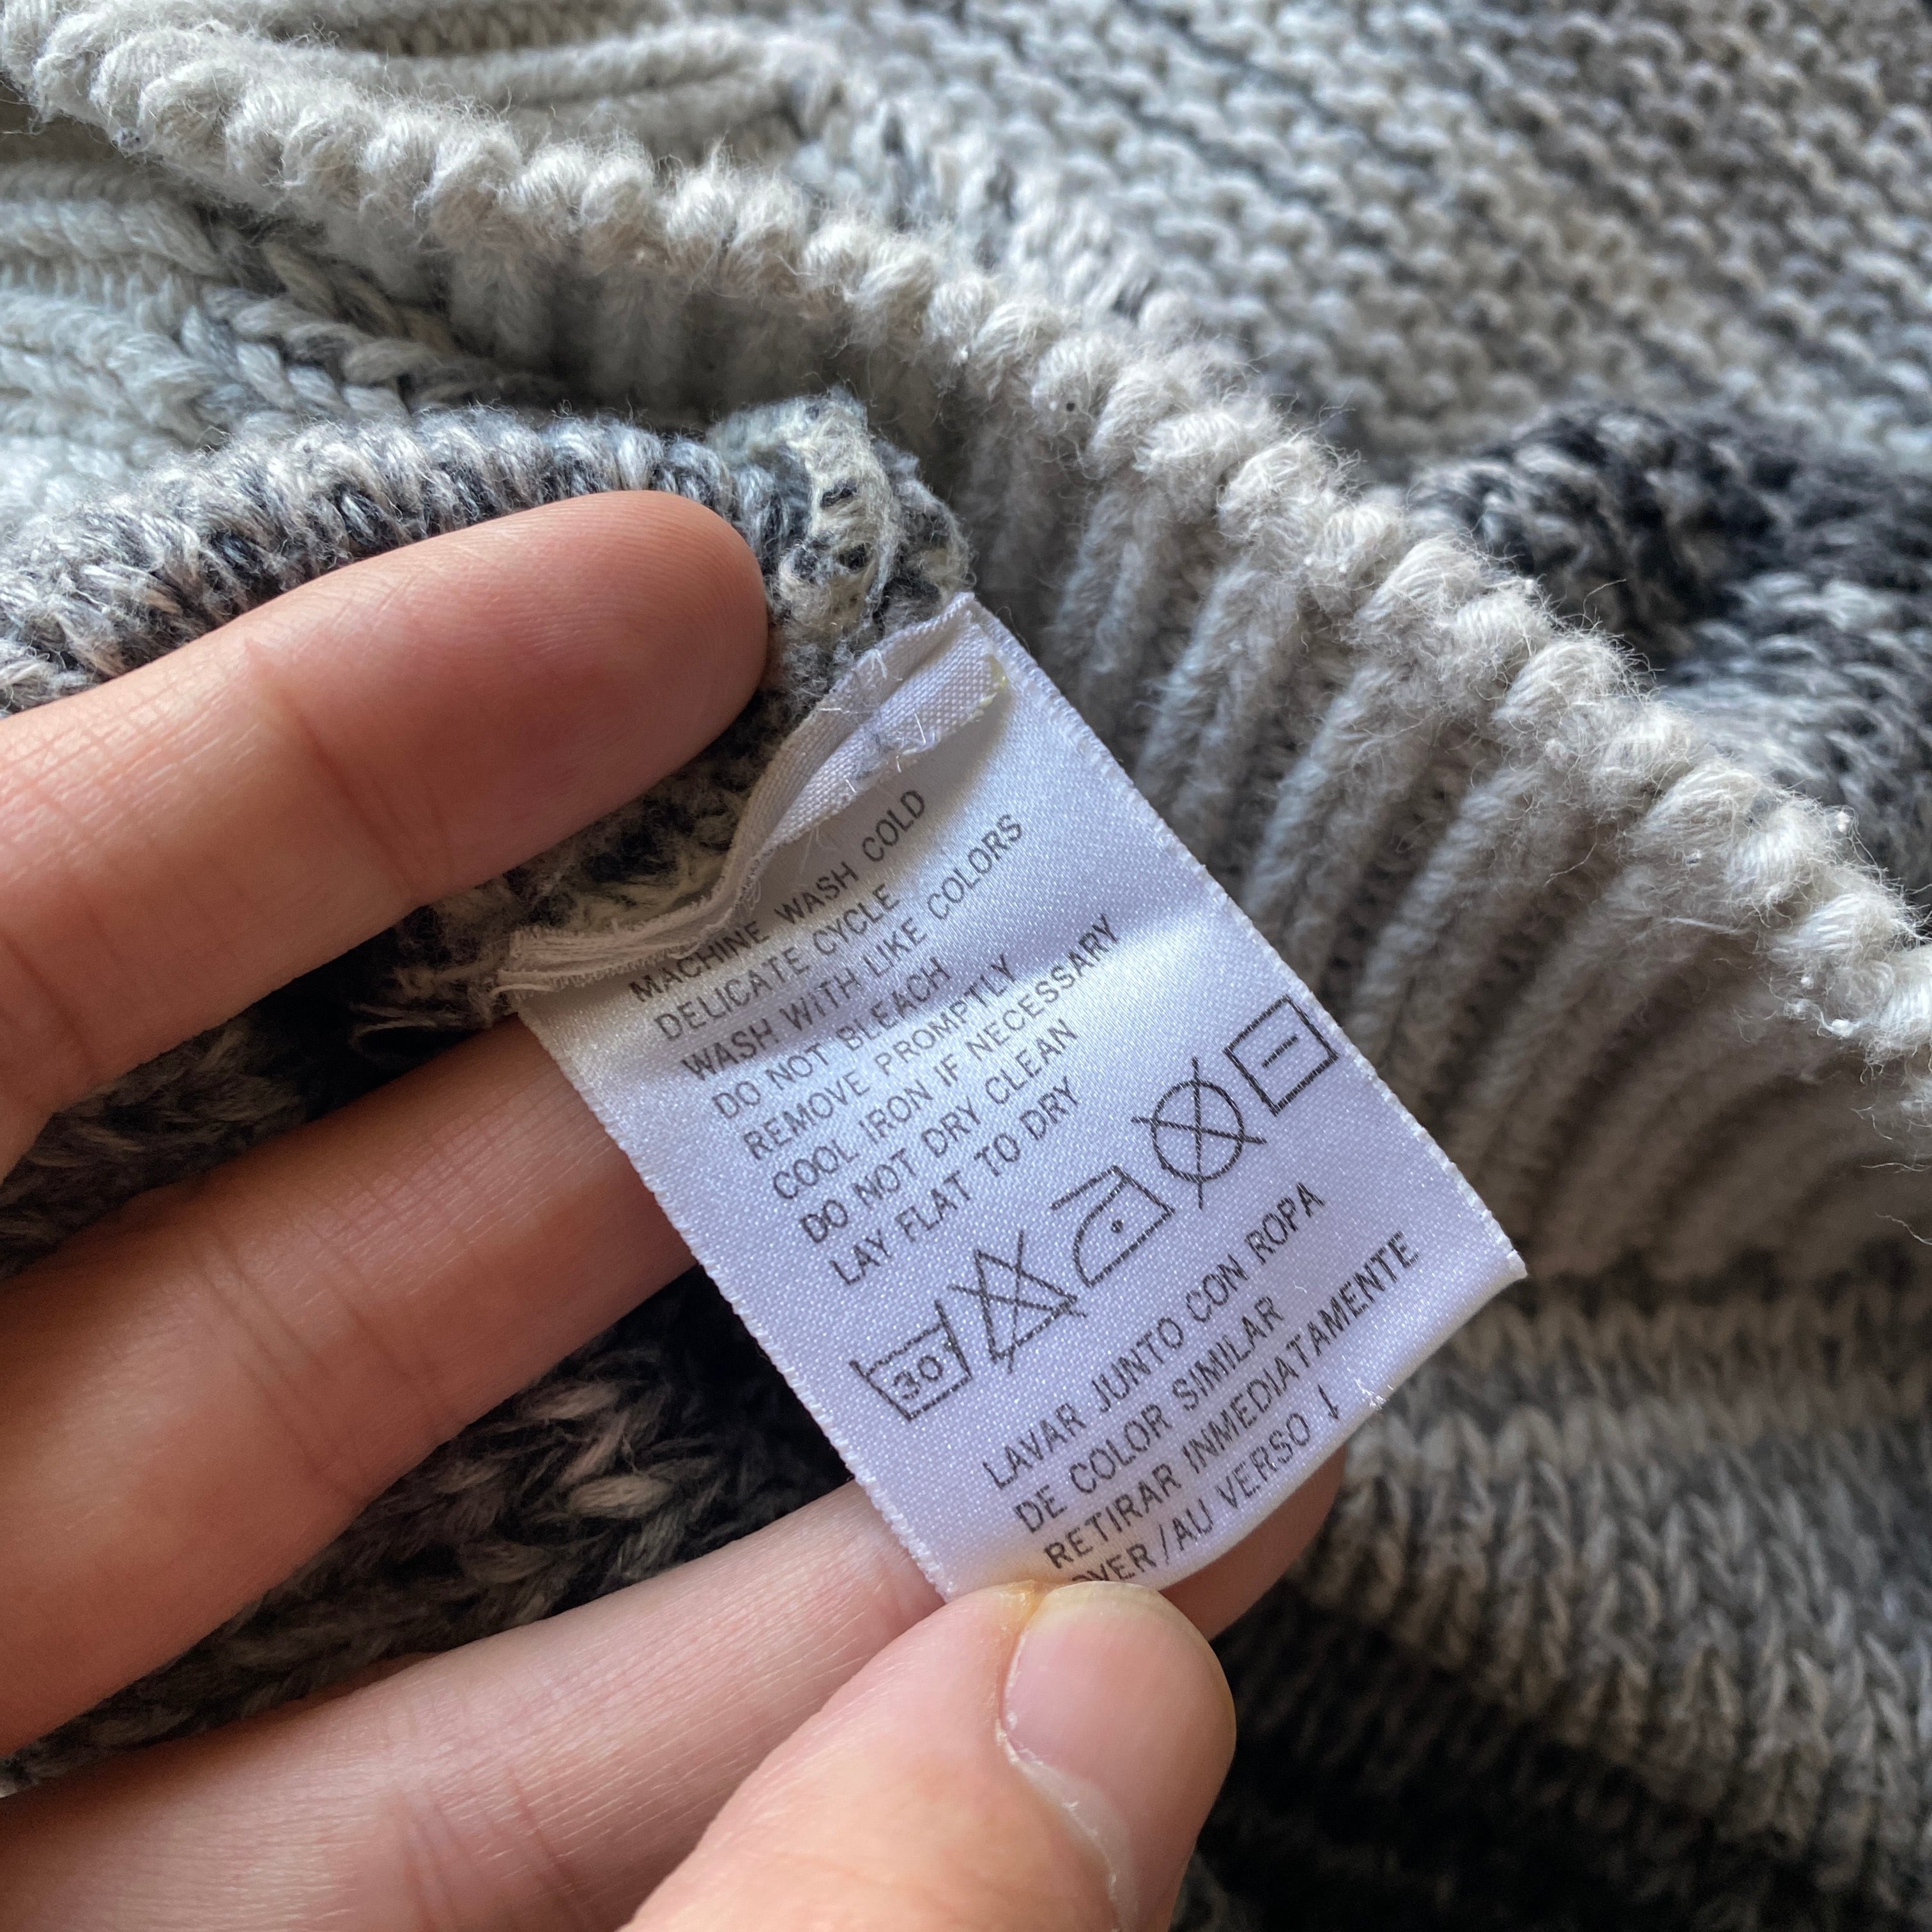 MACHINE WASH COLD
DELICATE CYCLE
WASH WITH LIKE COLORS
DO NOT BLEACH
REMOVE PROMPTLY
COOL IRON IF NECESSARY
DO NOT DRY CLEAN
LAY FLAT TO DRY
30°
LAVAR JUNTO CON ROPA
DE COLOR SIMILAR
RETIRAR INMEDIATAMENTE
OVER/AU VERSO ↓